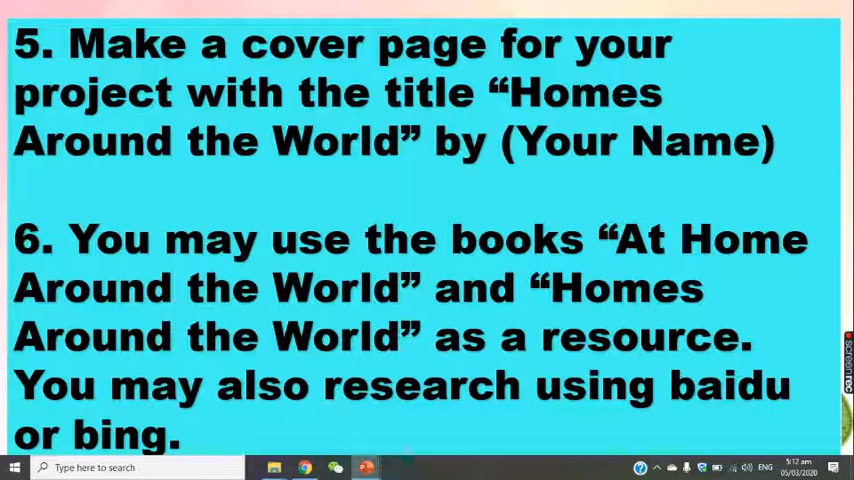 5. Make a cover page for your
project with the title “Homes
Around the World” by (Your Name)
6. You may use the books “At Home
Around the World” and “Homes
Around the World” as a resource.
You may also research using baidu
or bing.
screenrec
Type here to search
ENG
5:12 am
05/03/2020